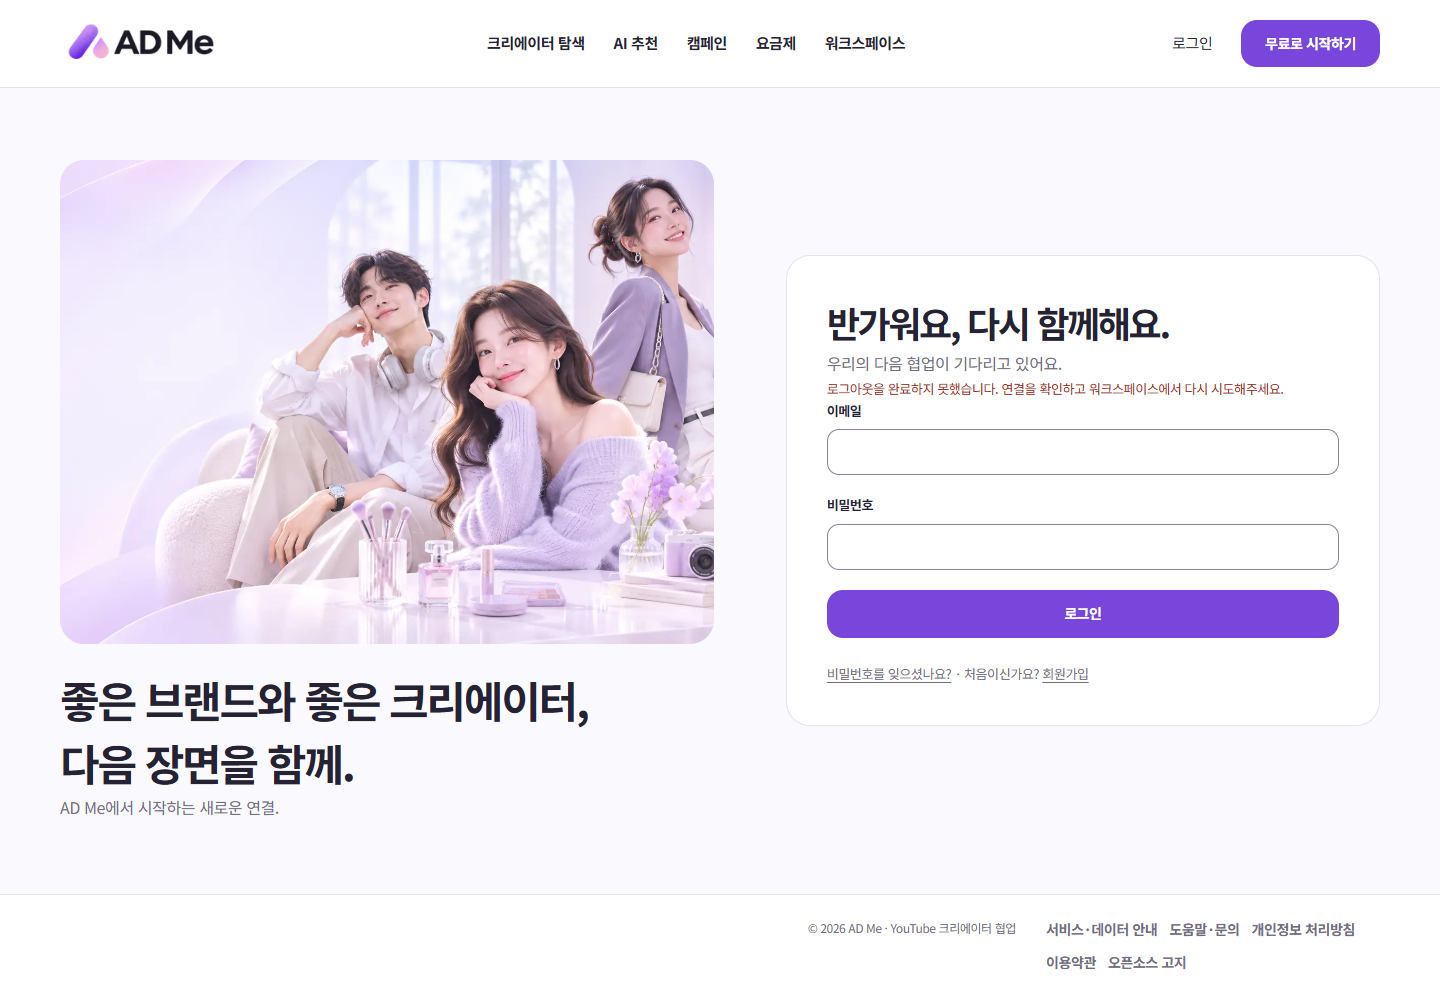 AD Me
크리에이터 탐색
AI 추천
캠페인
요금제
워크스페이스
로그인
무료로 시작하기
좋은 브랜드와 좋은 크리에이터,
다음 장면을 함께.
AD Me에서 시작하는 새로운 연결.
반가워요, 다시 함께해요.
우리의 다음 협업이 기다리고 있어요.
로그아웃을 완료하지 못했습니다. 연결을 확인하고 워크스페이스에서 다시 시도해주세요.
이메일
비밀번호
로그인
비밀번호를 잊으셨나요? · 처음이신가요? 회원가입
© 2026 AD Me · YouTube 크리에이터 협업
서비스·데이터 안내 도움말·문의 개인정보 처리방침
이용약관 오픈소스 고지